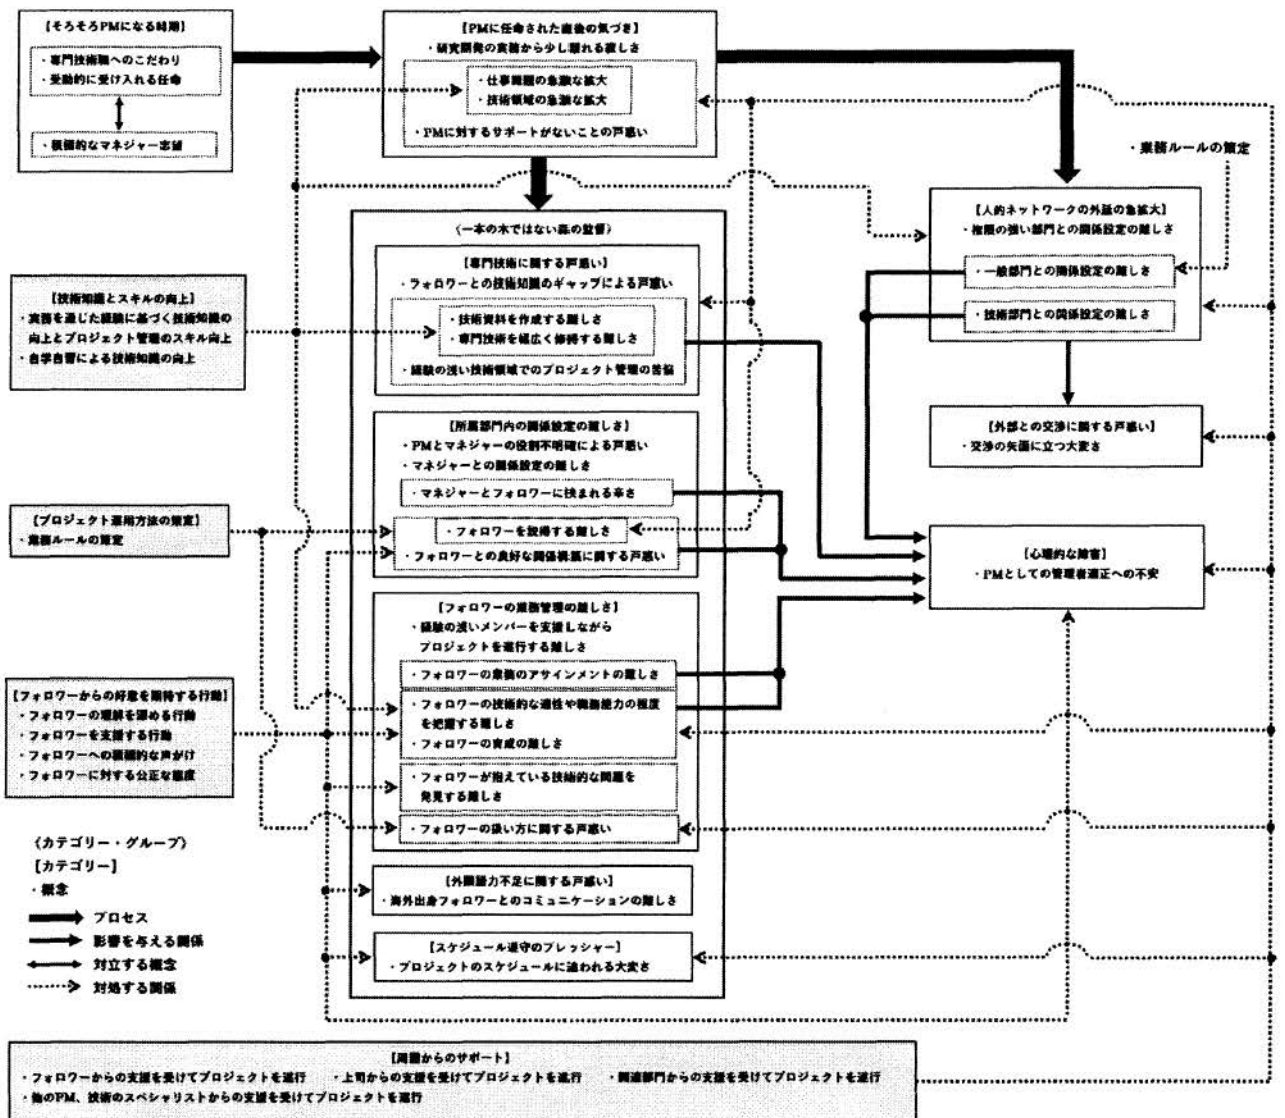 【そろそろPMになる時期】
・専門技術職へのこだわり
・受動的に受け入れる任命
・積極的なマネジャー志望
【PMに任命された直後の気づき】
・研究開発の実務から少し離れる寂しさ
・仕事範囲の急激な拡大
・技術領域の急激な拡大
・PMに対するサポートがないことの戸惑い
・業務ルールの策定
【人的ネットワークの外延の急拡大】
・権限の強い部門との関係設定の難しさ
・一般部門との関係設定の難しさ
・技術部門との関係設定の難しさ
〈一本の木ではない森の監督〉
【専門技術に関する戸惑い】
・フォロワーとの技術知識のギャップによる戸惑い
・技術資料を作成する難しさ
・専門技術を幅広く修得する難しさ
・経験の浅い技術領域でのプロジェクト管理の苦悩
【技術知識とスキルの向上】
・実務を通じた経験に基づく技術知識の
向上とプロジェクト管理のスキル向上
・自学自習による技術知識の向上
【外部との交渉に関する戸惑い】
・交渉の矢面に立つ大変さ
【所属部門内の関係設定の難しさ】
・PMとマネジャーの役割不明確による戸惑い
・マネジャーとの関係設定の難しさ
・マネジャーとフォロワーに挟まれる辛さ
・フォロワーを説得する難しさ
・フォロワーとの良好な関係構築に関する戸惑い
【プロジェクト運用方法の策定】
・業務ルールの策定
【心理的な障害】
・PMとしての管理者適正への不安
【フォロワーの業務管理の難しさ】
・経験の浅いメンバーを支援しながら
プロジェクトを進行する難しさ
・フォロワーの業務のアサインメントの難しさ
・フォロワーの技術的な適性や職務能力の程度
を把握する難しさ
・フォロワーの育成の難しさ
・フォロワーが抱えている技術的な問題を
発見する難しさ
・フォロワーの扱い方に関する戸惑い
【フォロワーからの好意を期待する行動】
・フォロワーの理解を深める行動
・フォロワーを支援する行動
・フォロワーへの積極的な声がけ
・フォロワーに対する公正な態度
【外国語力不足に関する戸惑い】
・海外出身フォロワーとのコミュニケーションの難しさ
【スケジュール遵守のプレッシャー】
・プロジェクトのスケジュールに追われる大変さ
〈カテゴリー・グループ〉
【カテゴリー】
・概念
プロセス
影響を与える関係
対立する概念
対処する関係
【周囲からのサポート】
・フォロワーからの支援を受けてプロジェクトを遂行 ・上司からの支援を受けてプロジェクトを遂行 ・関連部門からの支援を受けてプロジェクトを遂行
・他のPM、技術のスペシャリストからの支援を受けてプロジェクトを遂行